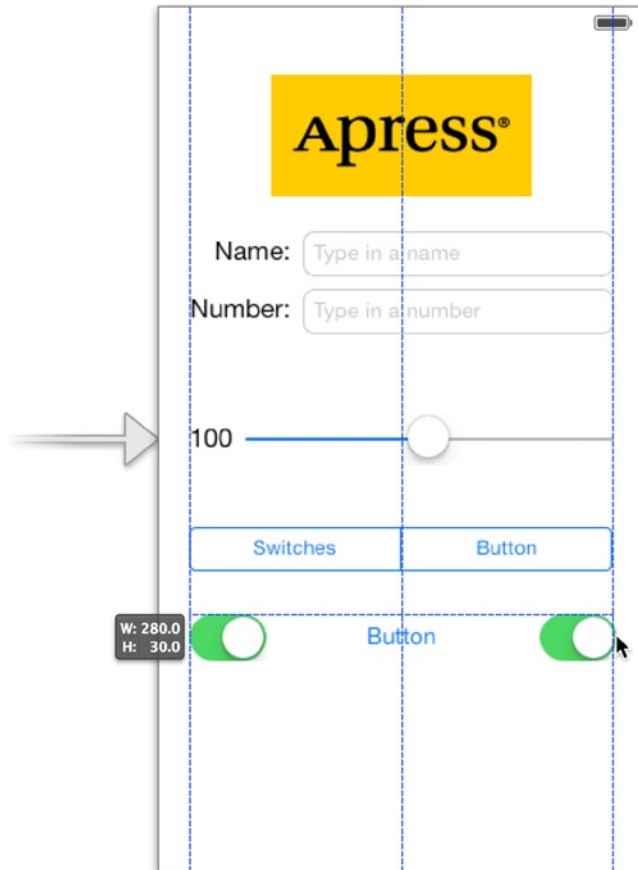 Apress®
Name: Type in a name
Number: Type in a number
100
Switches Button
W: 280.0
H: 30.0
Button